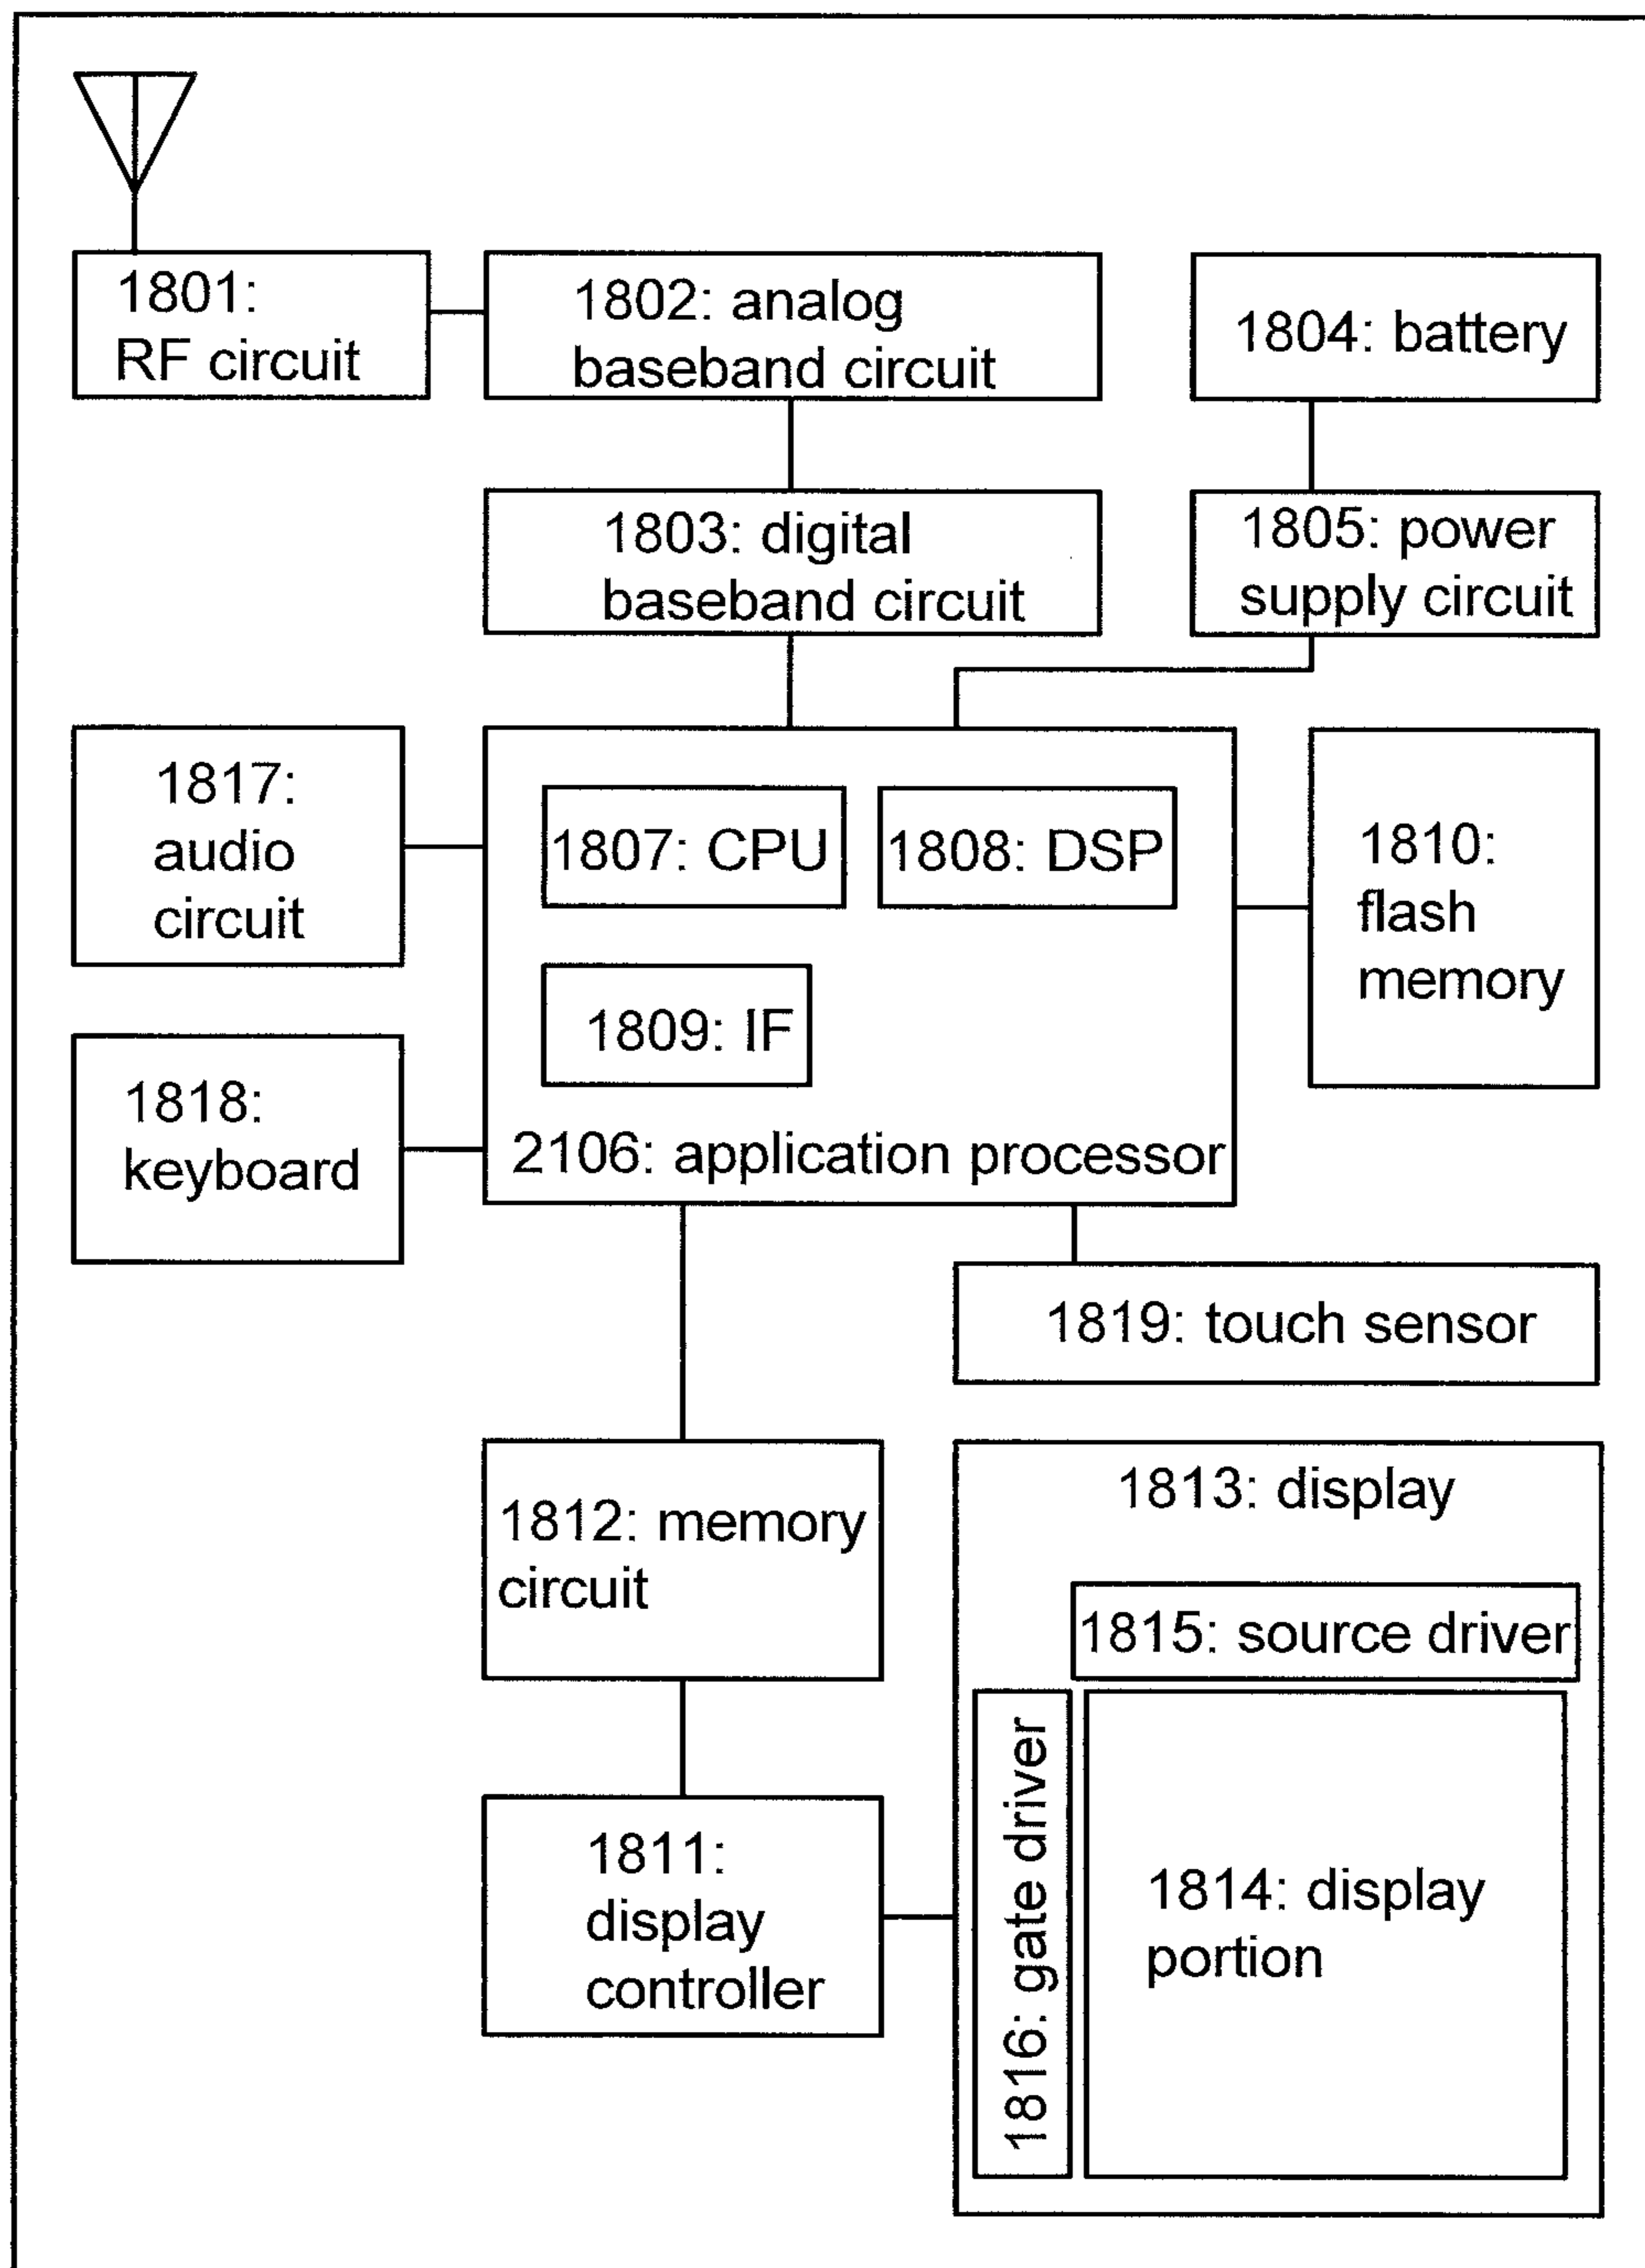 1801:
RF circuit
1802: analog
baseband circuit
1804: battery
1803: digital
baseband circuit
1805: power
supply circuit
1817:
audio
circuit
1807: CPU
1808: DSP
1810:
flash
memory
1809: IF
1818:
keyboard
2106: application processor
1819: touch sensor
1812: memory
circuit
1813: display
1815: source driver
1816: gate driver
1814: display
portion
1811:
display
controller